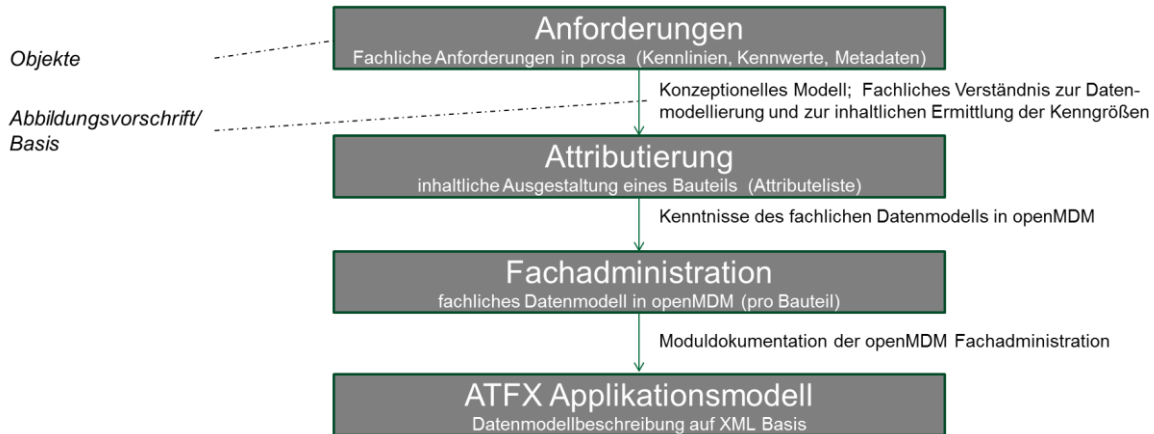 Anforderungen
Fachliche Anforderungen in prosa (Kennlinien, Kennwerte, Metadaten)
Objekte
Konzeptionelles Modell; Fachliches Verständnis zur Daten-
modellierung und zur inhaltlichen Ermittlung der Kenngrößen
Abbildungsvorschrift/
Basis
Attributierung
inhaltliche Ausgestaltung eines Bauteils (Attributeliste)
Kenntnisse des fachlichen Datenmodells in openMDM
Fachadministration
fachliches Datenmodell in openMDM (pro Bauteil)
Moduldokumentation der openMDM Fachadministration
ATFX Applikationsmodell
Datenmodellbeschreibung auf XML Basis